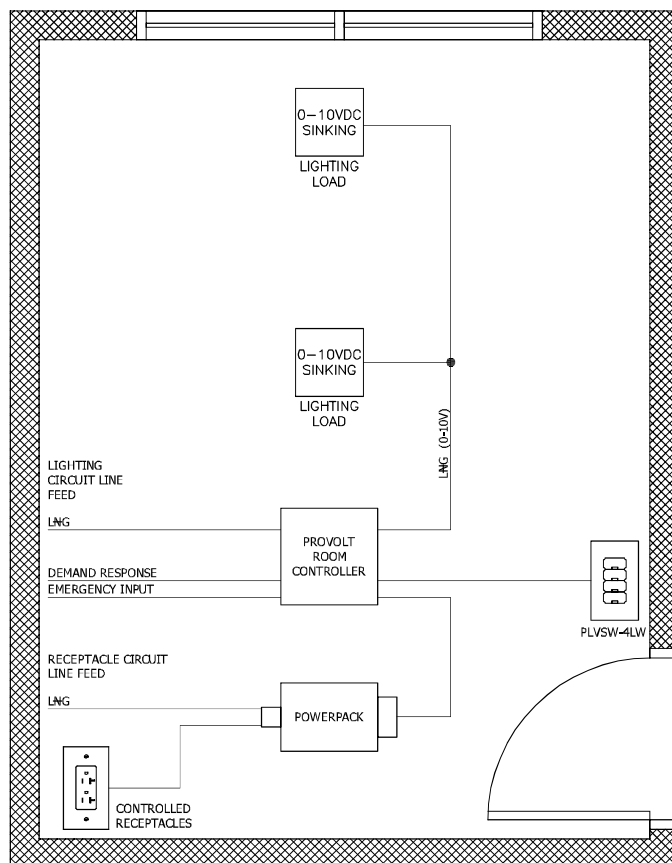 0-10VDC
SINKING
LIGHTING
LOAD
0-10VDC
SINKING
LIGHTING
LOAD
LNG (0-10V)
LIGHTING
CIRCUIT LINE
FEED
LNG
PROVOLT
ROOM
CONTROLLER
DEMAND RESPONSE
EMERGENCY INPUT
PLVSW-4LW
RECEPTACLE CIRCUIT
LINE FEED
LNG
POWERPACK
CONTROLLED
RECEPTACLES